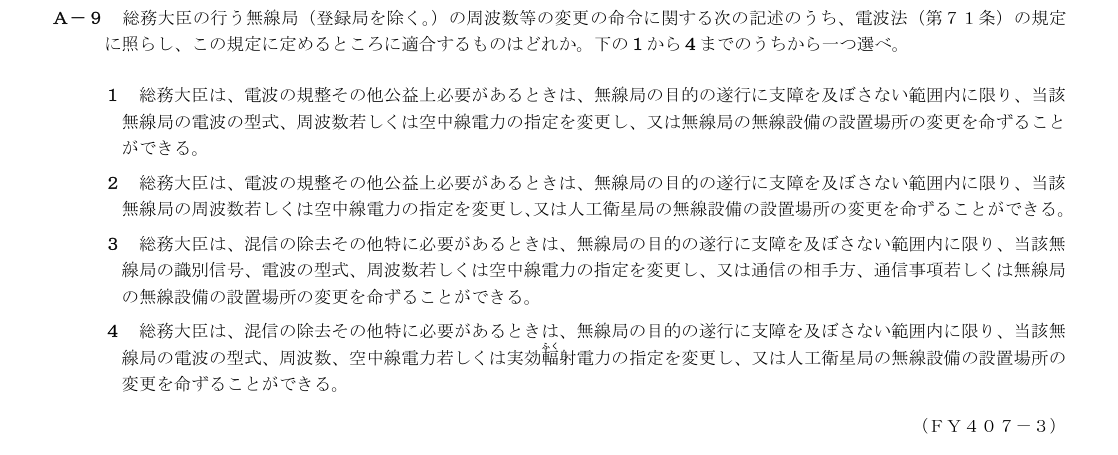 Ａ－９　総務大臣の行う無線局（登録局を除く。）の周波数等の変更の命令に関する次の記述のうち、電波法（第７１条）の規定
に照らし、この規定に定めるところに適合するものはどれか。下の１から４までのうちから一つ選べ。
１　総務大臣は、電波の規整その他公益上必要があるときは、無線局の目的の遂行に支障を及ぼさない範囲内に限り、当該
無線局の電波の型式、周波数若しくは空中線電力の指定を変更し、又は無線局の無線設備の設置場所の変更を命ずること
ができる。
２　総務大臣は、電波の規整その他公益上必要があるときは、無線局の目的の遂行に支障を及ぼさない範囲内に限り、当該
無線局の周波数若しくは空中線電力の指定を変更し、又は人工衛星局の無線設備の設置場所の変更を命ずることができる。
３　総務大臣は、混信の除去その他特に必要があるときは、無線局の目的の遂行に支障を及ぼさない範囲内に限り、当該無
線局の識別信号、電波の型式、周波数若しくは空中線電力の指定を変更し、又は通信の相手方、通信事項若しくは無線局
の無線設備の設置場所の変更を命ずることができる。
４　総務大臣は、混信の除去その他特に必要があるときは、無線局の目的の遂行に支障を及ぼさない範囲内に限り、当該無
ふく
線局の電波の型式、周波数、空中線電力若しくは実効輻射電力の指定を変更し、又は人工衛星局の無線設備の設置場所の
変更を命ずることができる。
（ＦＹ４０７－３）